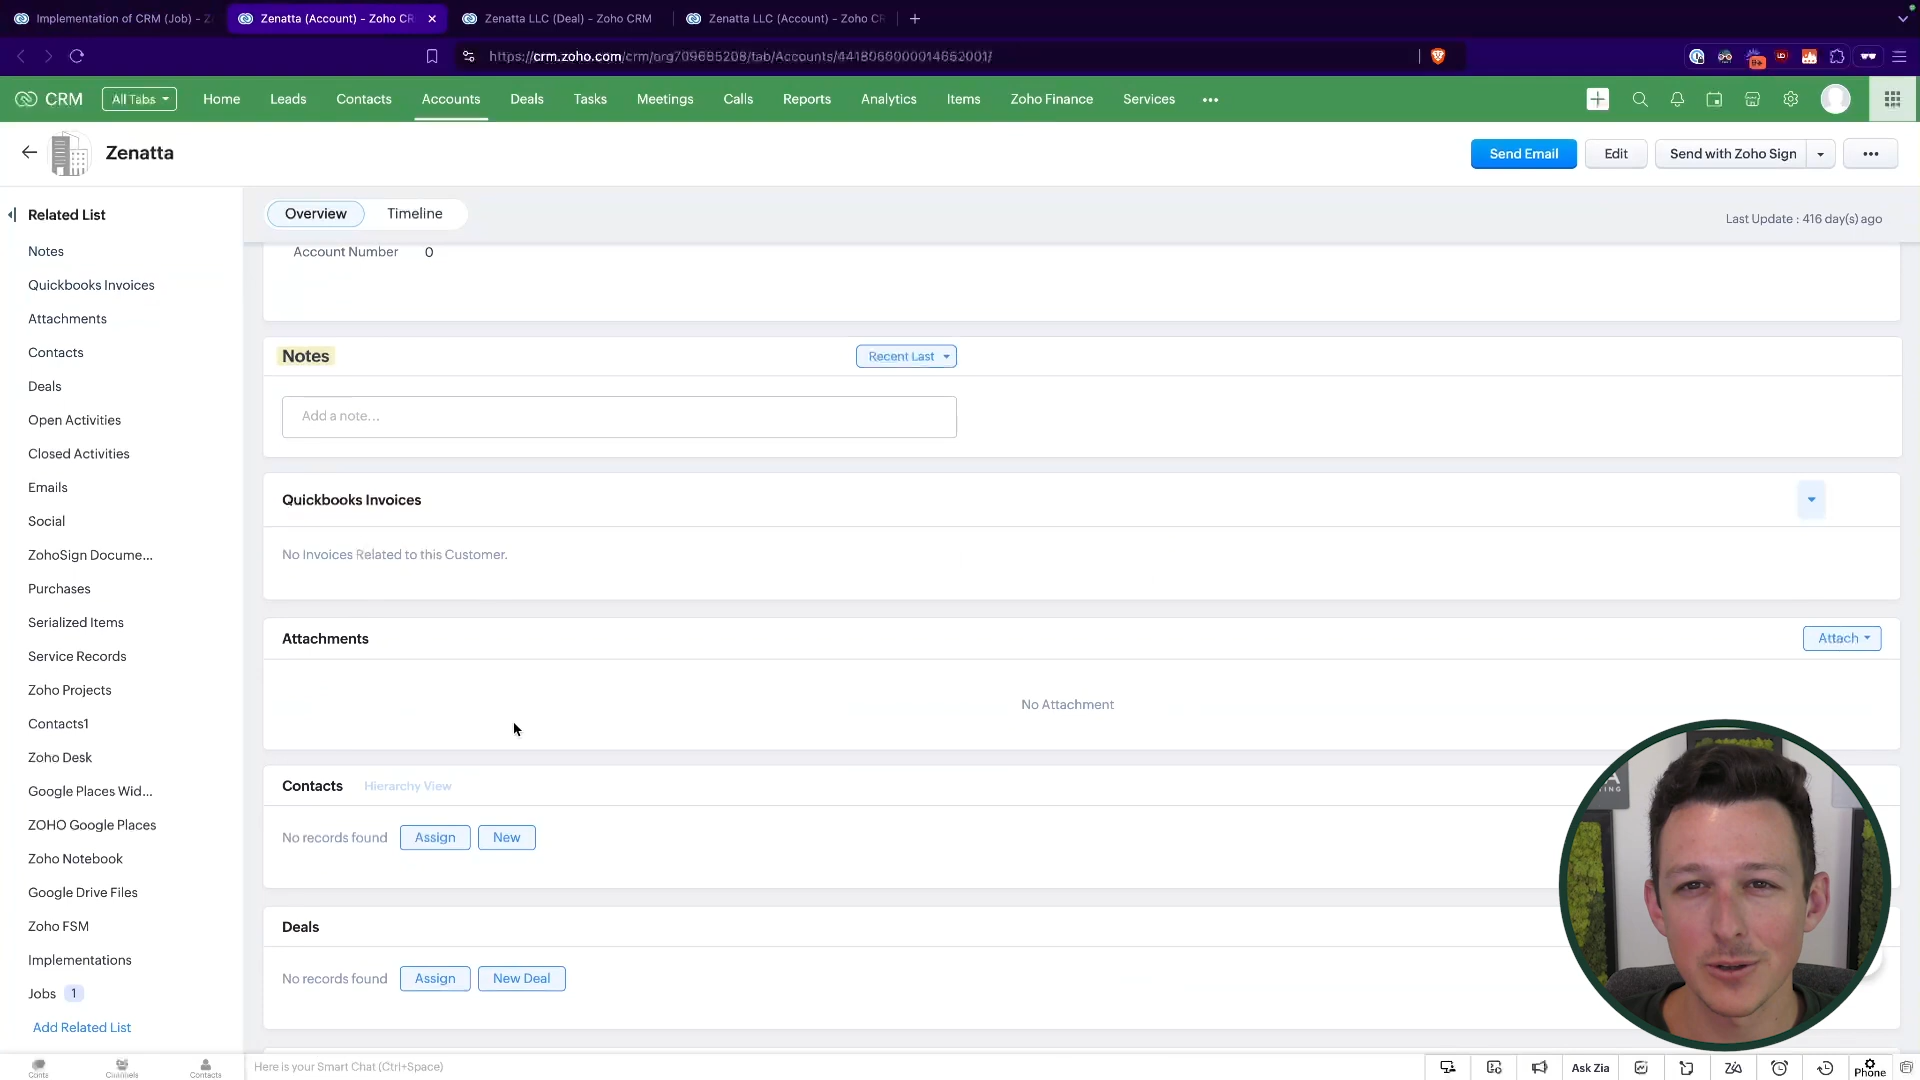 Implementation of CRM (Job) - Z
Zenatta (Account) - Zoho CR
Zenatta LLC (Deal) - Zoho CRM
Zenatta LLC (Account) - Zoho CR
https://crm.zoho.com/crm/org709685208/tab/Accounts/4418066000014652001/
CRM
All Tabs
Home
Leads
Contacts
Accounts
Deals
Tasks
Meetings
Calls
Reports
Analytics
Items
Zoho Finance
Services
Zenatta
Send Email
Edit
Send with Zoho Sign
Related List
Overview
Timeline
Last Update : 416 day(s) ago
Notes
Quickbooks Invoices
Attachments
Contacts
Deals
Open Activities
Closed Activities
Emails
Social
ZohoSign Docume...
Purchases
Serialized Items
Service Records
Zoho Projects
Contacts1
Zoho Desk
Google Places Wid...
ZOHO Google Places
Zoho Notebook
Google Drive Files
Zoho FSM
Implementations
Jobs 1
Add Related List
Account Number 0
Notes
Recent Last
Add a note...
Quickbooks Invoices
No Invoices Related to this Customer.
Attachments
Attach
No Attachment
Contacts
Hierarchy View
No records found
Assign
New
Deals
No records found
Assign
New Deal
Channels
Contacts
Here is your Smart Chat (Ctrl+Space)
Ask Zia
Phone